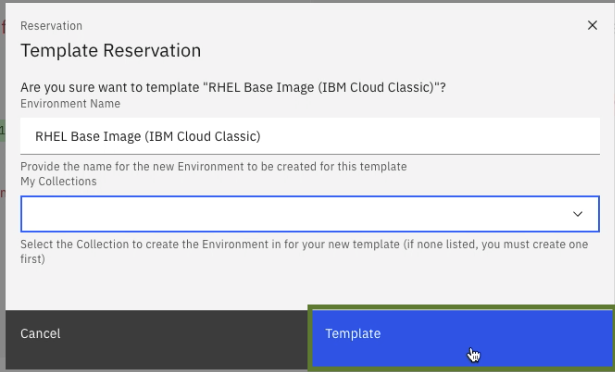 Reservation
Template Reservation
Are you sure want to template "RHEL Base Image (IBM Cloud Classic)"?
Environment Name
RHEL Base Image (IBM Cloud Classic)
Provide the name for the new Environment to be created for this template
My Collections
Select the Collection to create the Environment in for your new template (if none listed, you must create one
first)
Cancel
Template